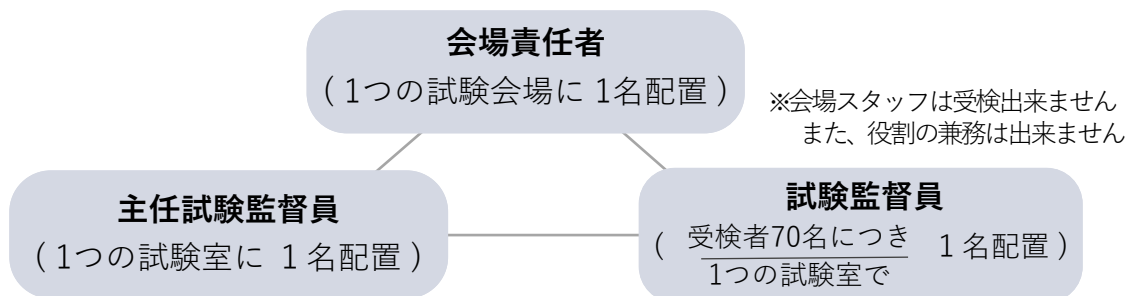 会場責任者
( 1つの試験会場に 1名配置 )
※会場スタッフは受検出来ません
また、役割の兼務は出来ません
主任試験監督員
( 1つの試験室に 1 名配置 )
試験監督員
( 受検者70名につき 1 名配置 )
1つの試験室で